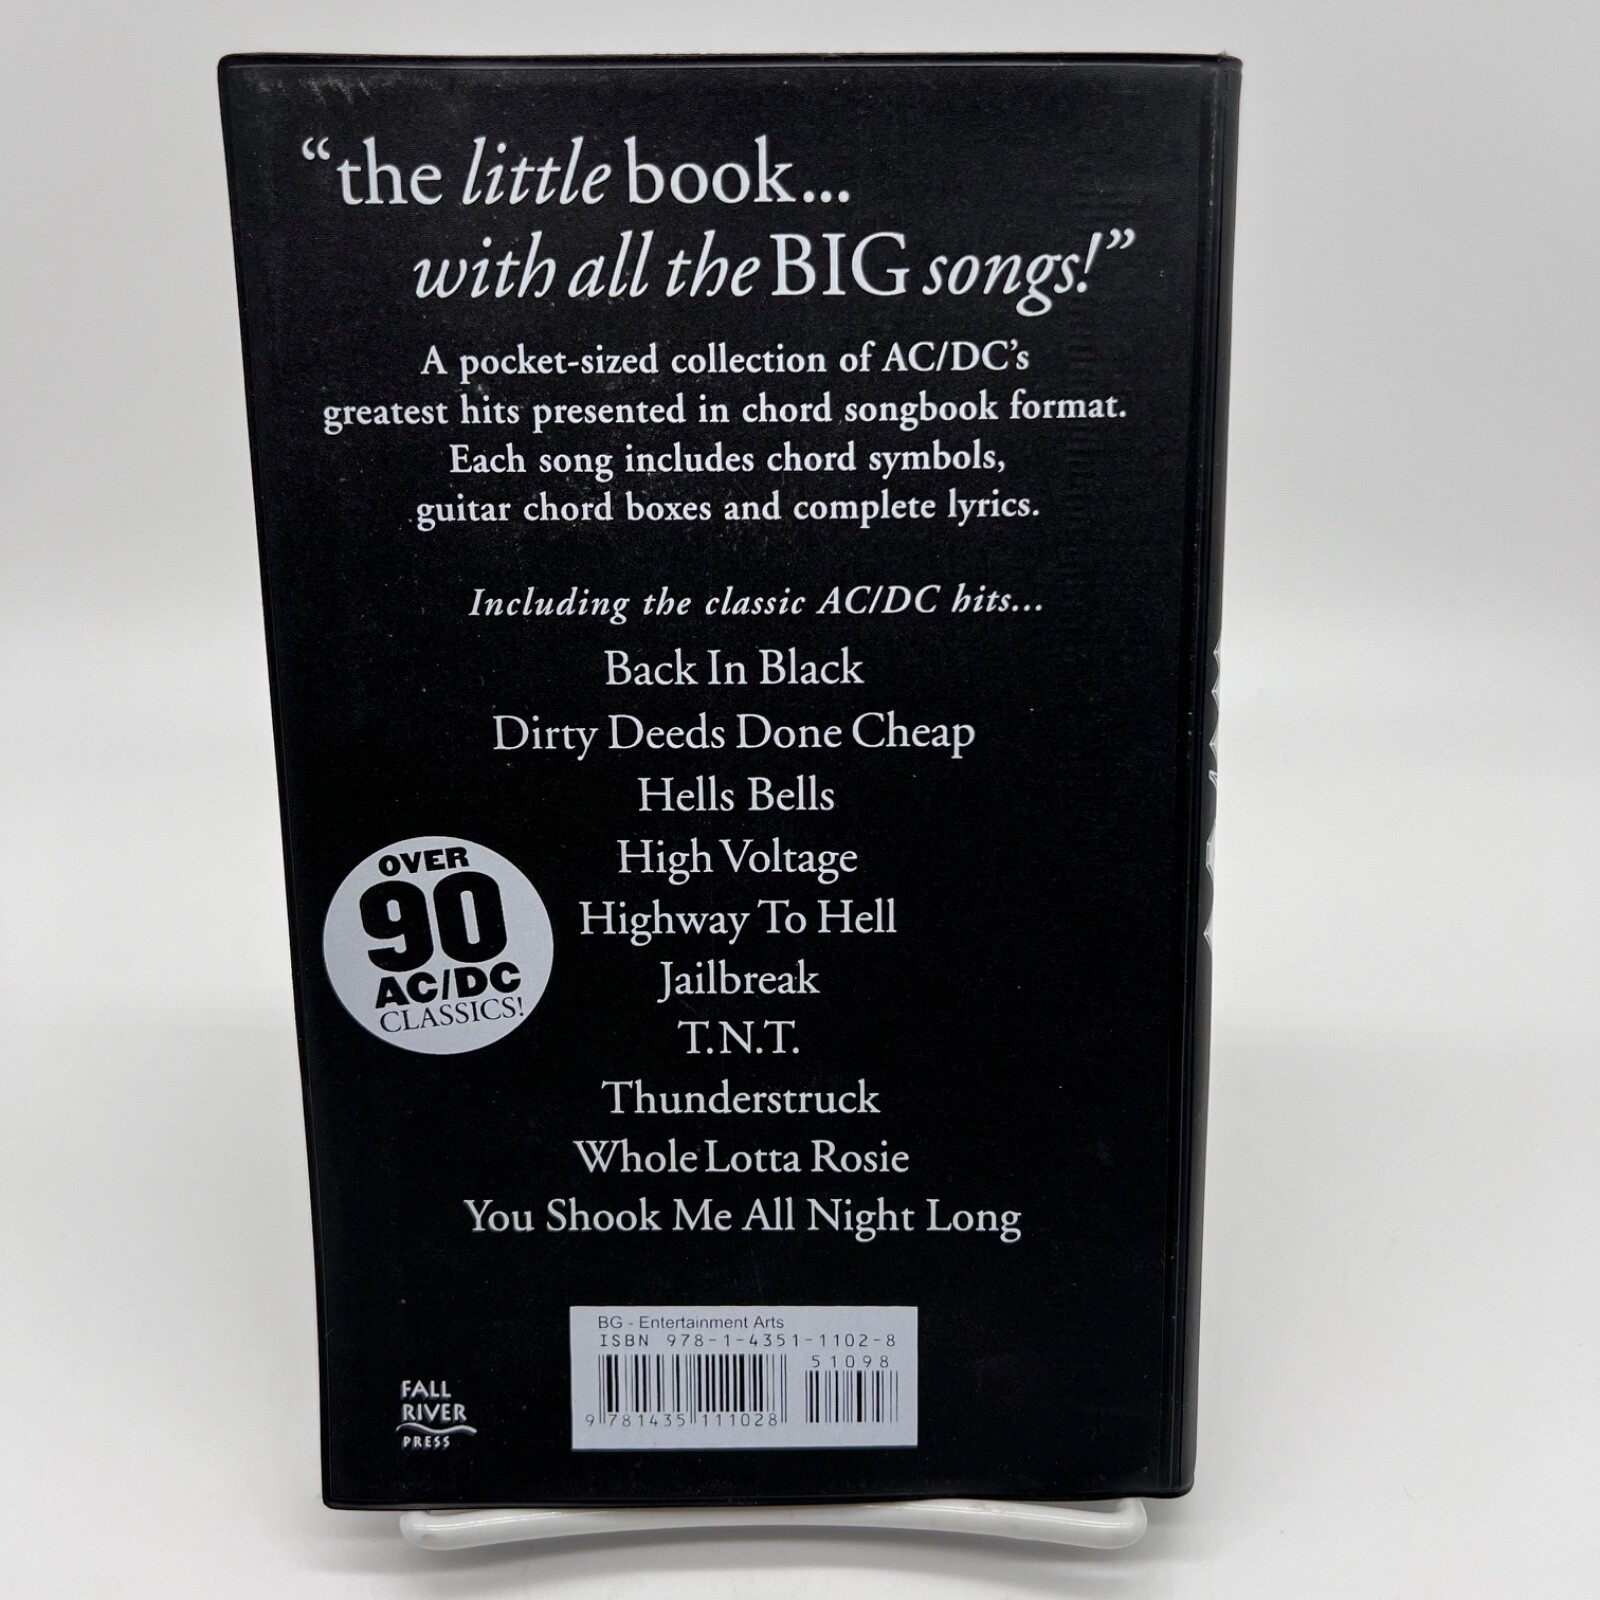 “the little book...
with all the BIG songs!”
A pocket-sized collection of AC/DC’s
greatest hits presented in chord songbook format.
Each song includes chord symbols,
guitar chord boxes and complete lyrics.
Including the classic AC/DC hits...
Back In Black
Dirty Deeds Done Cheap
Hells Bells
High Voltage
Highway To Hell
Jailbreak
T.N.T.
Thunderstruck
Whole Lotta Rosie
You Shook Me All Night Long
OVER
90
AC/DC
CLASSICS!
BG - Entertainment Arts
ISBN 978-1-4351-1102-8
51098
9 781435 111028
FALL
RIVER
PRESS